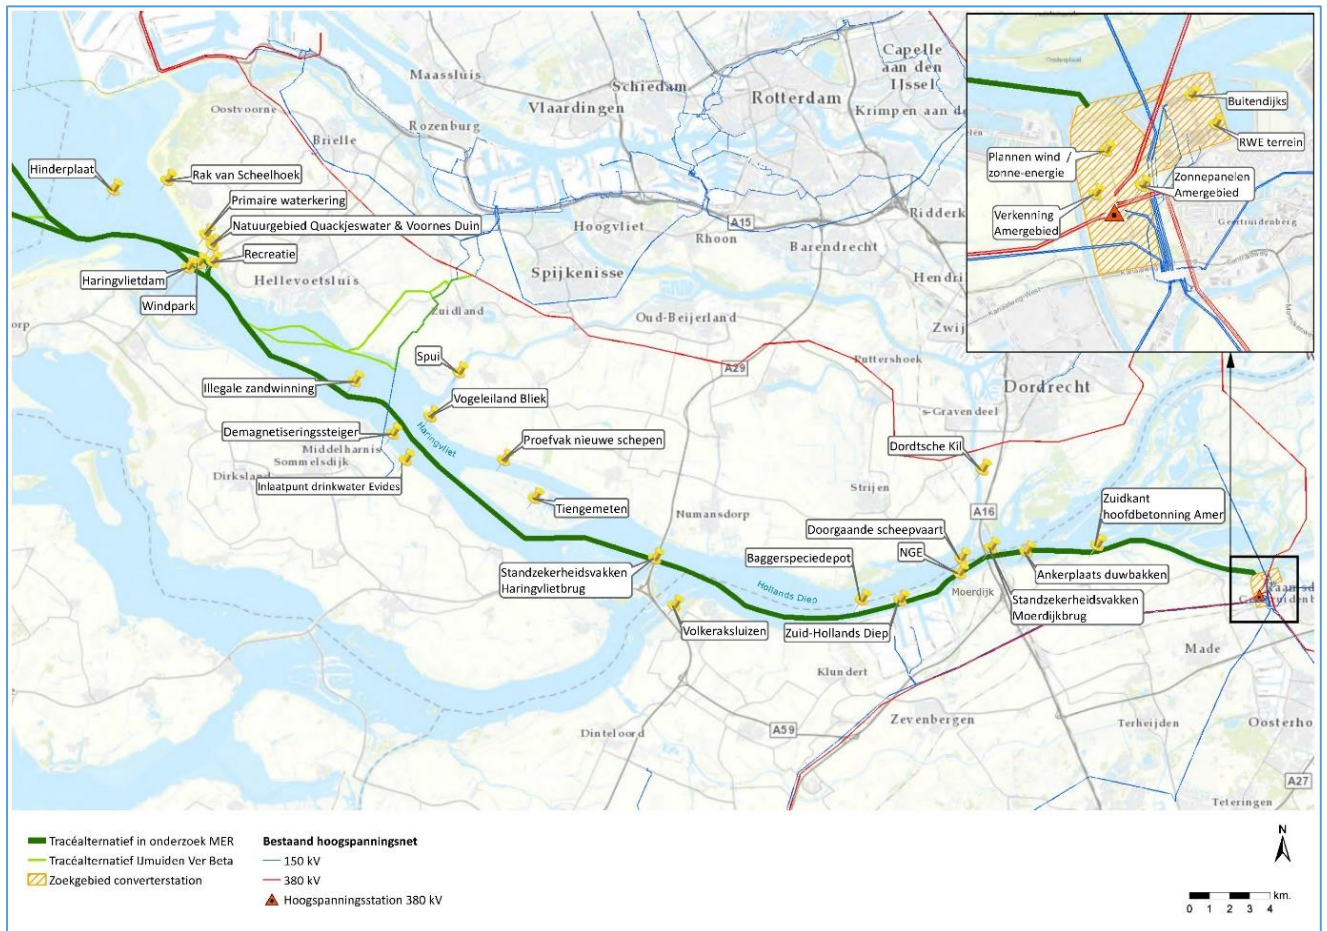 Maassluis
Schiedam
Vlaardingen
Rotterdam
Capelle
aan den
IJssel
Krimpen aan de
Oostvoorne
Brielle
Rozenburg
Hinderplaat
Rak van Scheelhoek
Primaire waterkering
Natuurgebied Quackjeswater & Voornes Duin
Recreatie
Haringvlietdam
Windpark
Hellevoetsluis
Hoogvliet
Rhoon
A15
Barendrecht
Ridderk
Hendri
Spijkenisse
Zuidland
Oud-Beijerland
Zwij
Puttershoek
A29
Dordrecht
s-Gravendeel
Spui
Illegale zandwinning
Vogeleiland Bliek
Haringvliet
Demagnetiseringssteiger
Middelharnis
Sommelsdijk
Dirksland
Inlaatpunt drinkwater Evides
Proefvak nieuwe schepen
Tiengemeten
Dordtsche Kil
Strijen
Numansdorp
A16
Zuidkant
hoofdbetonning Amer
Doorgaande scheepvaart
NGE
Baggerspeciedepot
Standzekerheidsvakken
Haringvlietbrug
Hollands Diep
Moerdijk
Ankerplaats duwbakken
Standzekerheidsvakken
Moerdijkbrug
Volkeraksluizen
Zuid-Hollands Diep
Klundert
Made
Zevenbergen
A59
Dinteloord
Terheijden
Oosterho
A27
Teteringen
Buitendijks
RWE terrein
Plannen wind /
zonne-energie
Zonnepanelen
Amergebied
Verkenning
Amergebied
Geertruidenberg
Tracéalternatief in onderzoek MER
Tracéalternatief IJmuiden Ver Beta
Zoekgebied converterstation
Bestaand hoogspanningsnet
150 kV
380 kV
Hoogspanningsstation 380 kV
N
km.
0 1 2 3 4